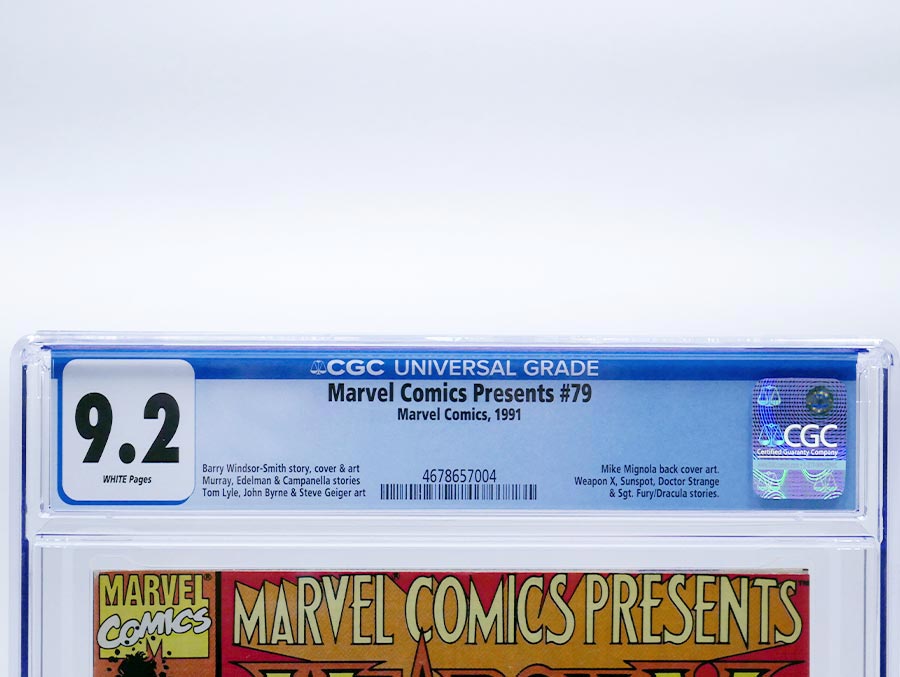 CGC UNIVERSAL GRADE
Marvel Comics Presents #79
Marvel Comics, 1991
9.2
WHITE Pages
Barry Windsor-Smith story, cover & art
Murray, Edelman & Campanella stories
Tom Lyle, John Byrne & Steve Geiger art
4678657004
Mike Mignola back cover art.
Weapon X, Sunspot, Doctor Strange
& Sgt. Fury/Dracula stories.
CGC
Certified Guaranty Company
MARVEL
COMICS
MARVEL COMICS PRESENTS™